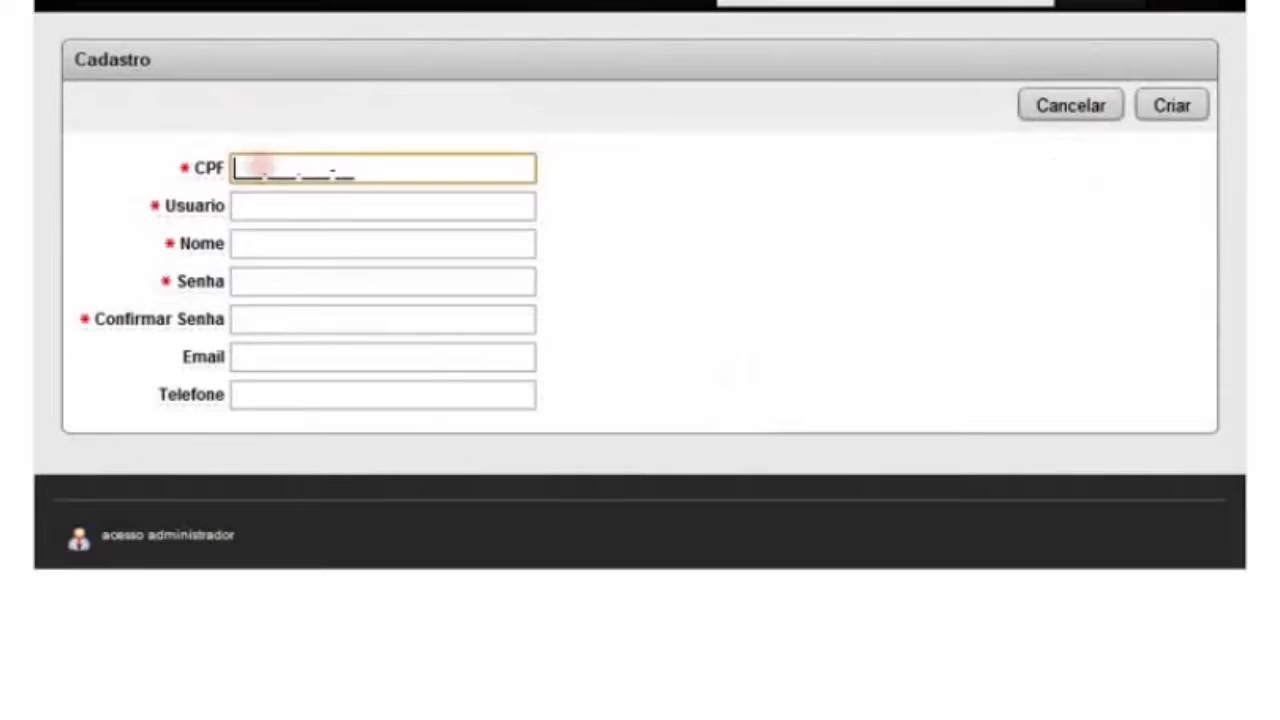 Cadastro
Cancelar Criar
* CPF ___.___.___-__
* Usuario
* Nome
* Senha
* Confirmar Senha
Email
Telefone
acesso administrador